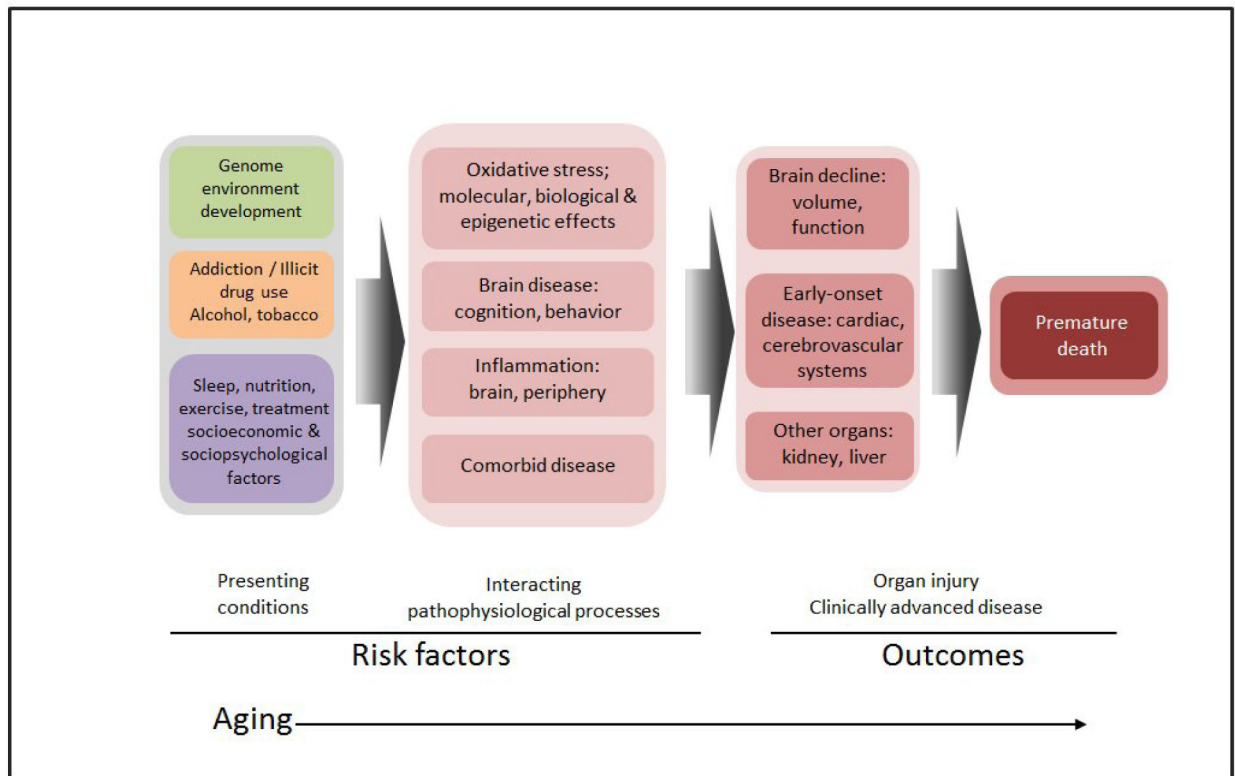 Genome
environment
development
Addiction / Illicit
drug use
Alcohol, tobacco
Sleep, nutrition,
exercise, treatment
socioeconomic &
sociopsychological
factors
Oxidative stress;
molecular, biological &
epigenetic effects
Brain disease:
cognition, behavior
Inflammation:
brain, periphery
Comorbid disease
Brain decline:
volume,
function
Early-onset
disease: cardiac,
cerebrovascular
systems
Other organs:
kidney, liver
Premature
death
Presenting
conditions
Interacting
pathophysiological processes
Organ injury
Clinically advanced disease
Risk factors
Outcomes
Aging